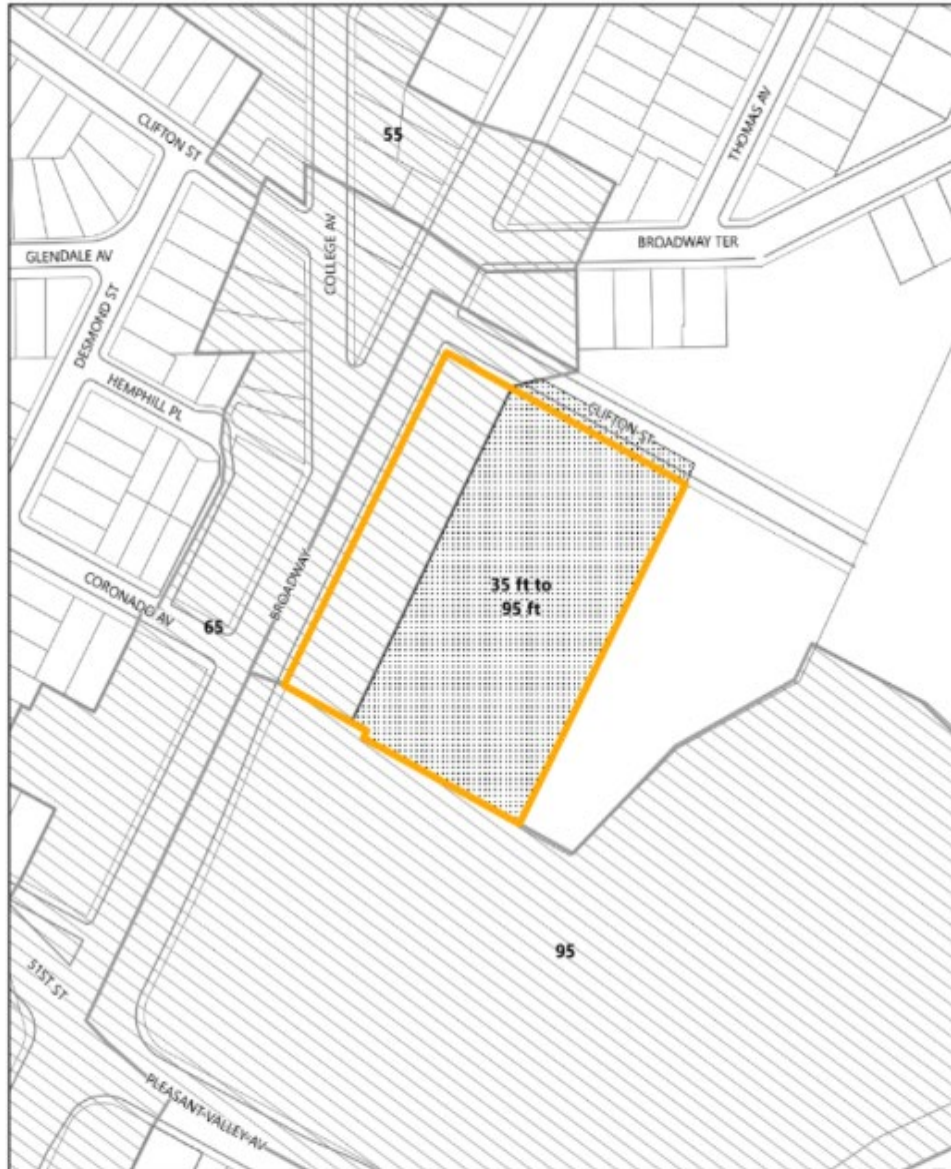 CLIFTON ST
55
THOMAS AV
COLLEGE AV
BROADWAY TER
GLENDALE AV
DESMOND ST
HEMPHILL PL
CLIFTON ST
35 ft to
95 ft
BROADWAY
CORONADO AV
65
95
51ST ST
PLEASANT VALLEY AV